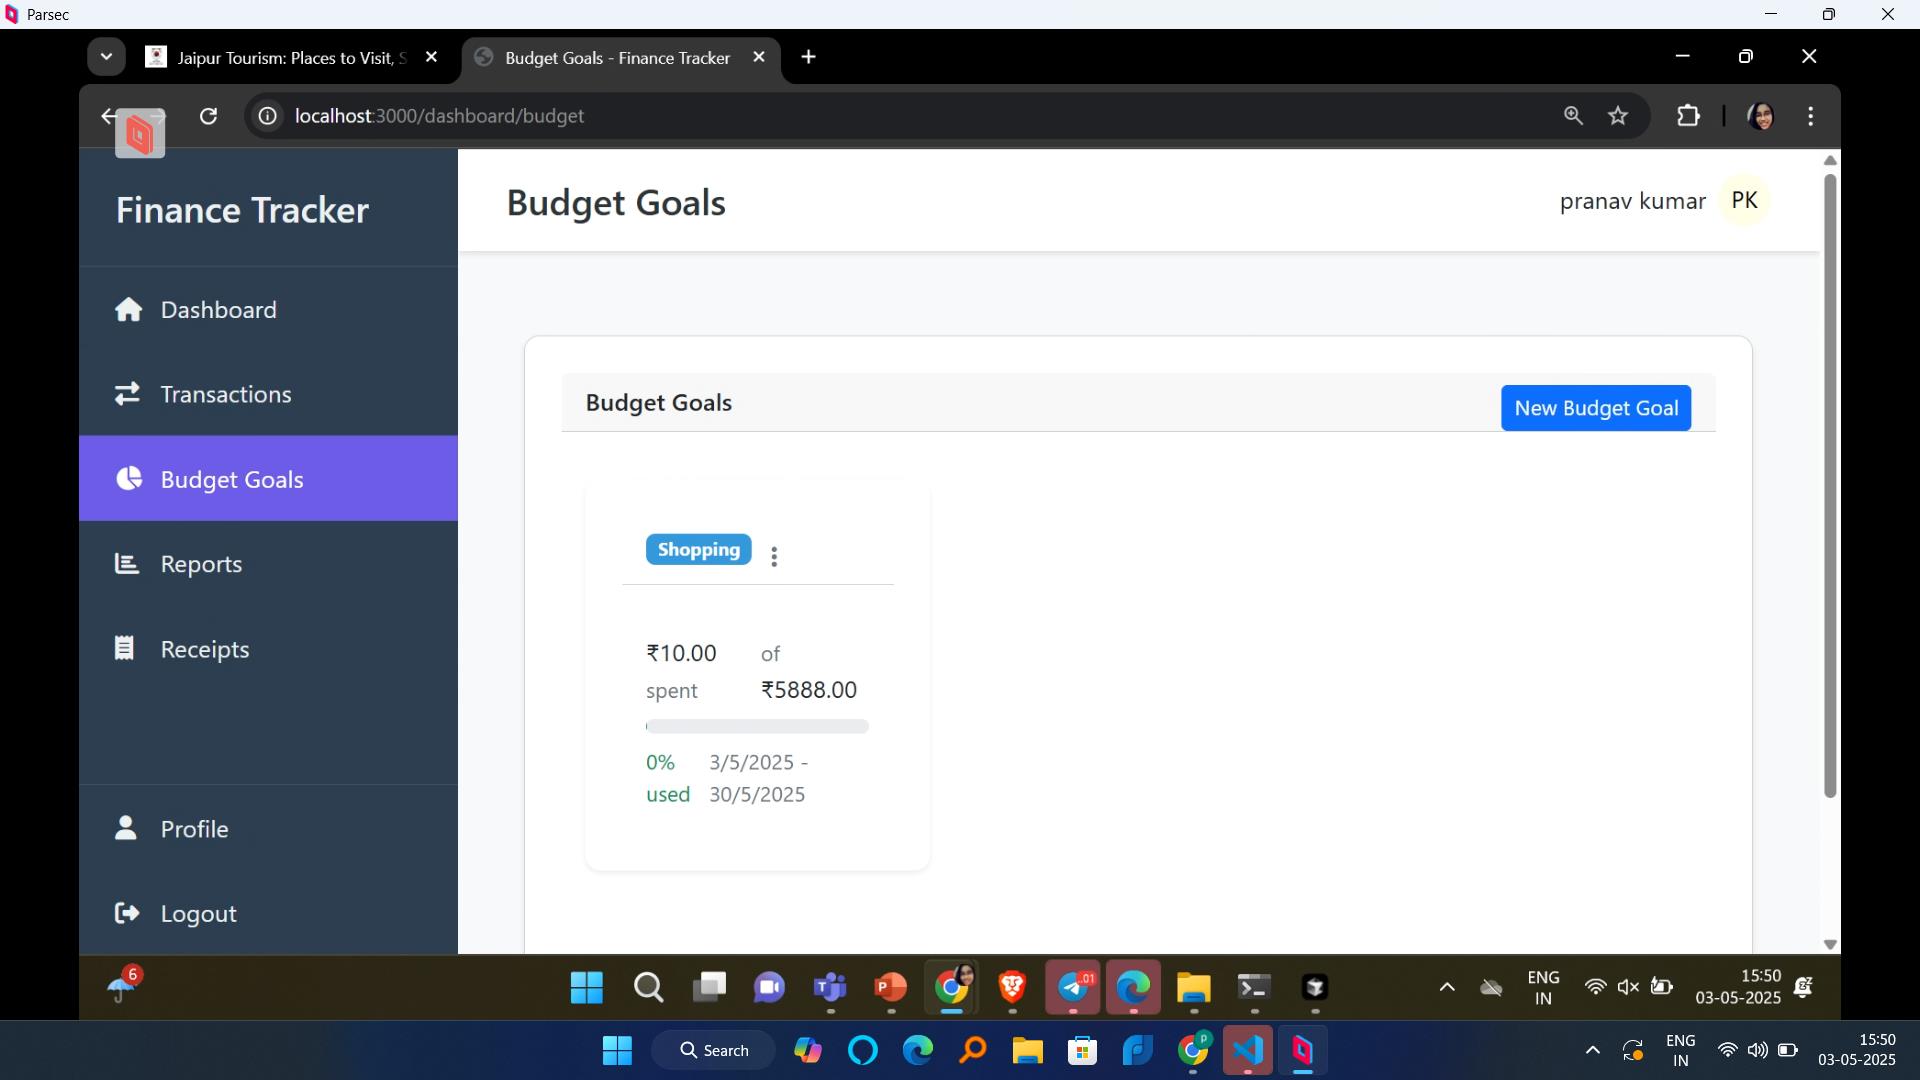 Parsec
Jaipur Tourism: Places to Visit, S
Budget Goals - Finance Tracker
localhost:3000/dashboard/budget
Finance Tracker
Budget Goals
pranav kumar PK
Dashboard
Transactions
Budget Goals
Reports
Receipts
Profile
Logout
Budget Goals
New Budget Goal
Shopping
₹10.00 of
spent ₹5888.00
0% 3/5/2025 -
used 30/5/2025
6
.01
ENG
IN
15:50
03-05-2025
Search
P
ENG
IN
15:50
03-05-2025